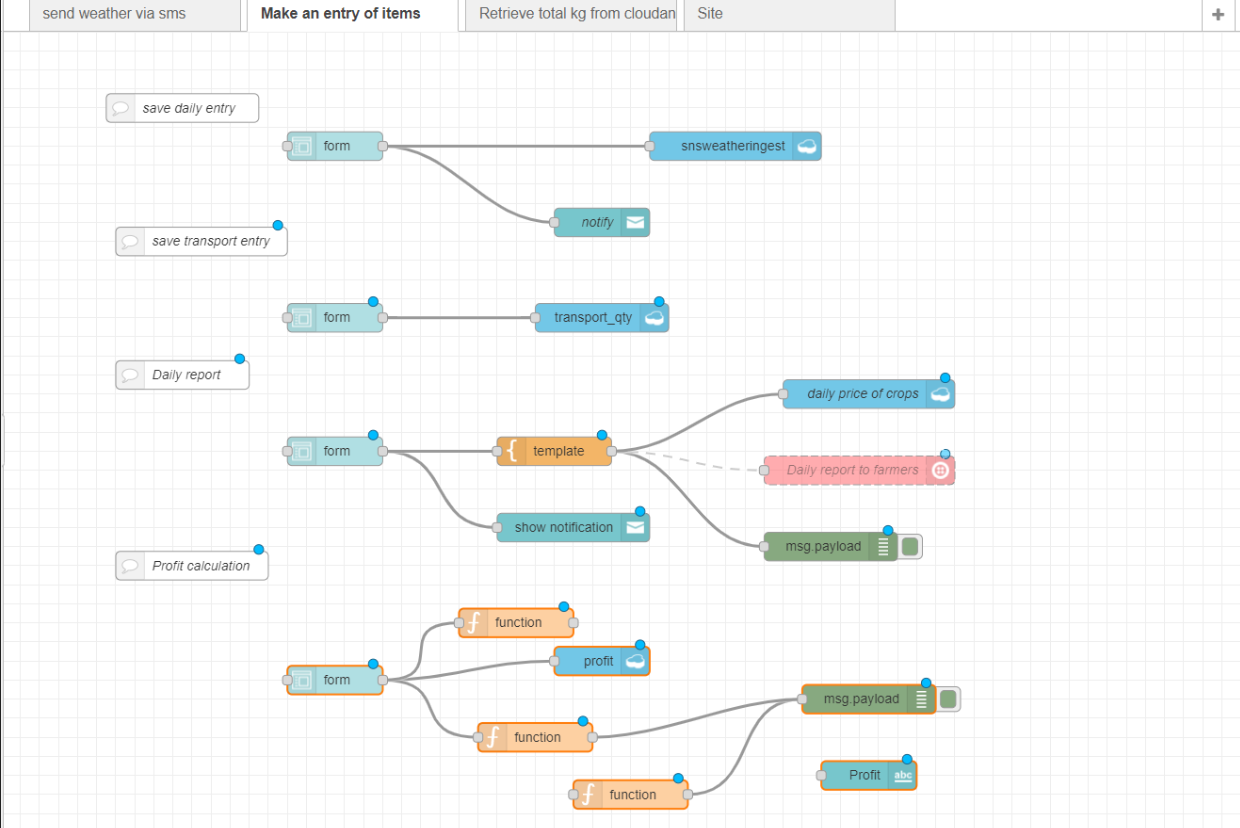 send weather via sms
Make an entry of items
Retrieve total kg from cloudan
Site
save daily entry
form
snsweatheringest
notify
save transport entry
form
transport_qty
Daily report
daily price of crops
form
template
Daily report to farmers
show notification
msg.payload
Profit calculation
function
profit
form
msg.payload
function
Profit
abc
function